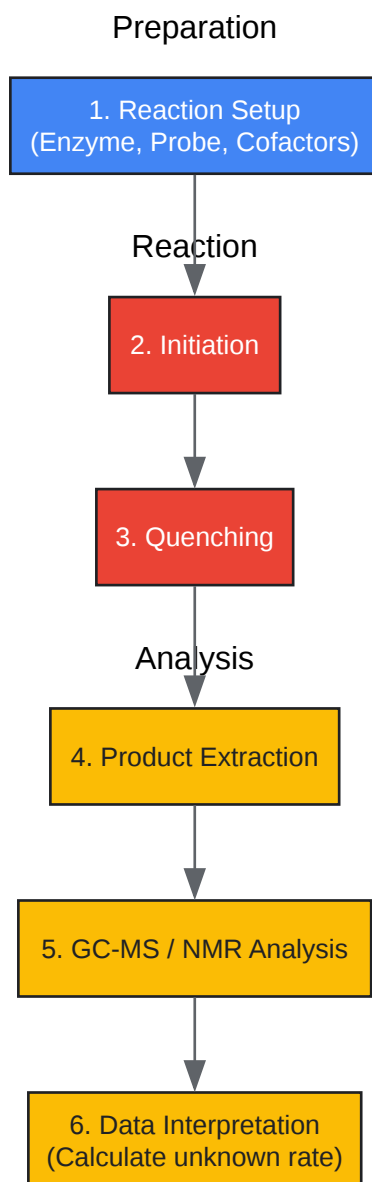 Preparation
1. Reaction Setup
(Enzyme, Probe, Cofactors)
Reaction
2. Initiation
3. Quenching
Analysis
4. Product Extraction
5. GC-MS / NMR Analysis
6. Data Interpretation
(Calculate unknown rate)